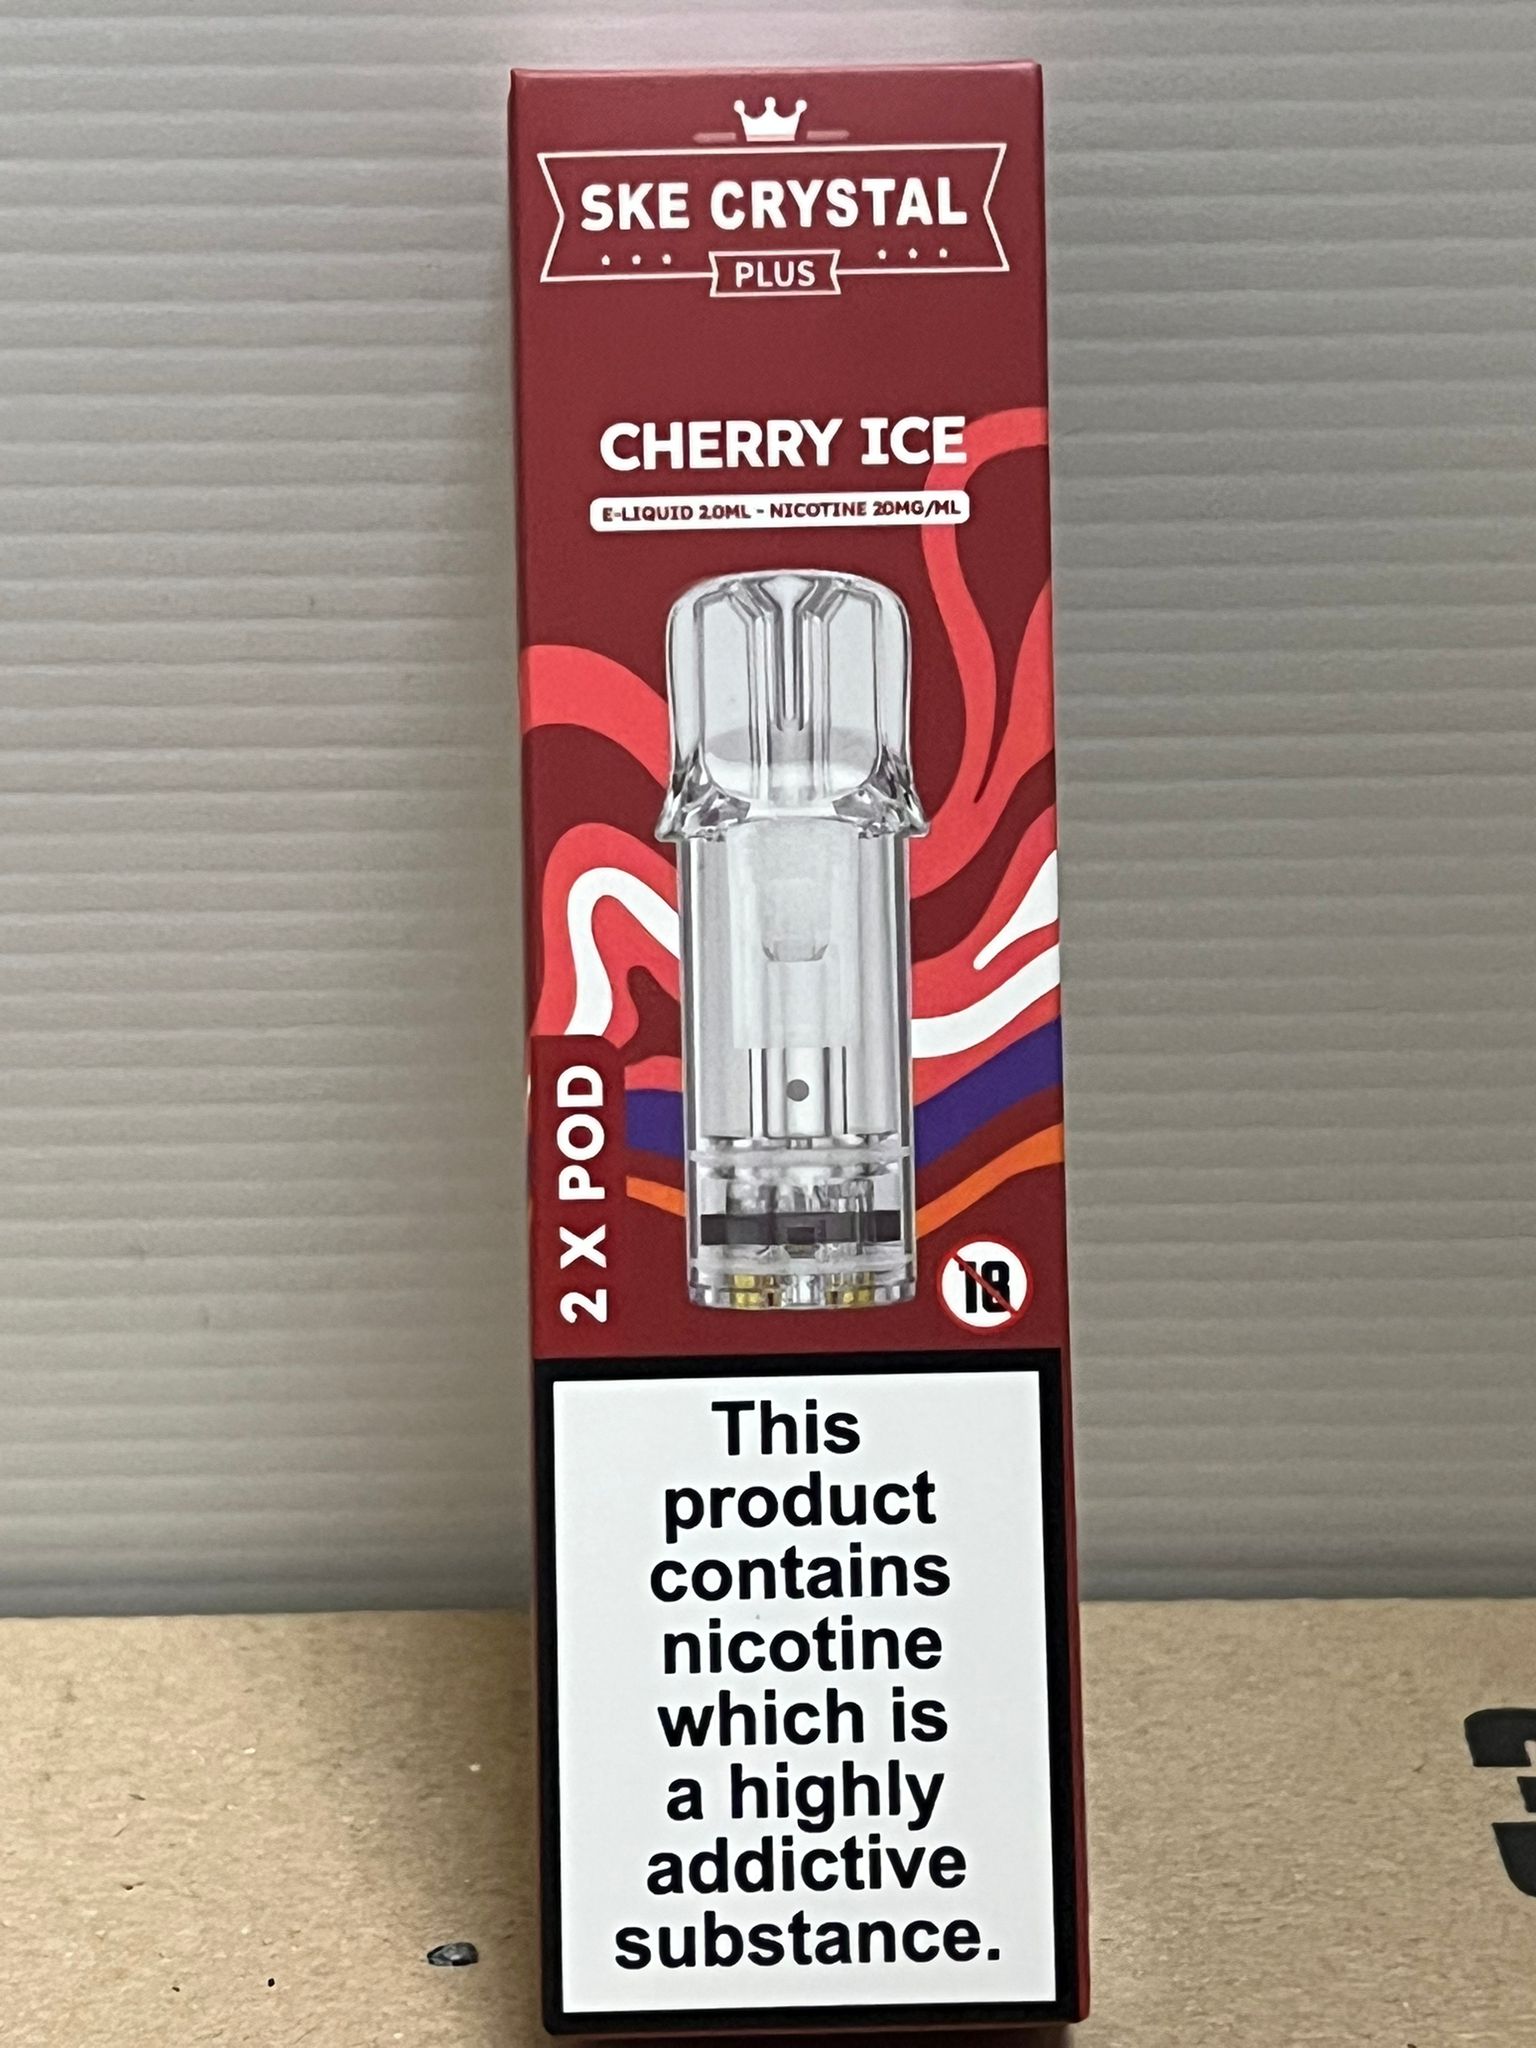 SKE CRYSTAL
PLUS
CHERRY ICE
E-LIQUID 2.0ML - NICOTINE 20MG/ML
2 X POD
18
This
product
contains
nicotine
which is
a highly
addictive
substance.